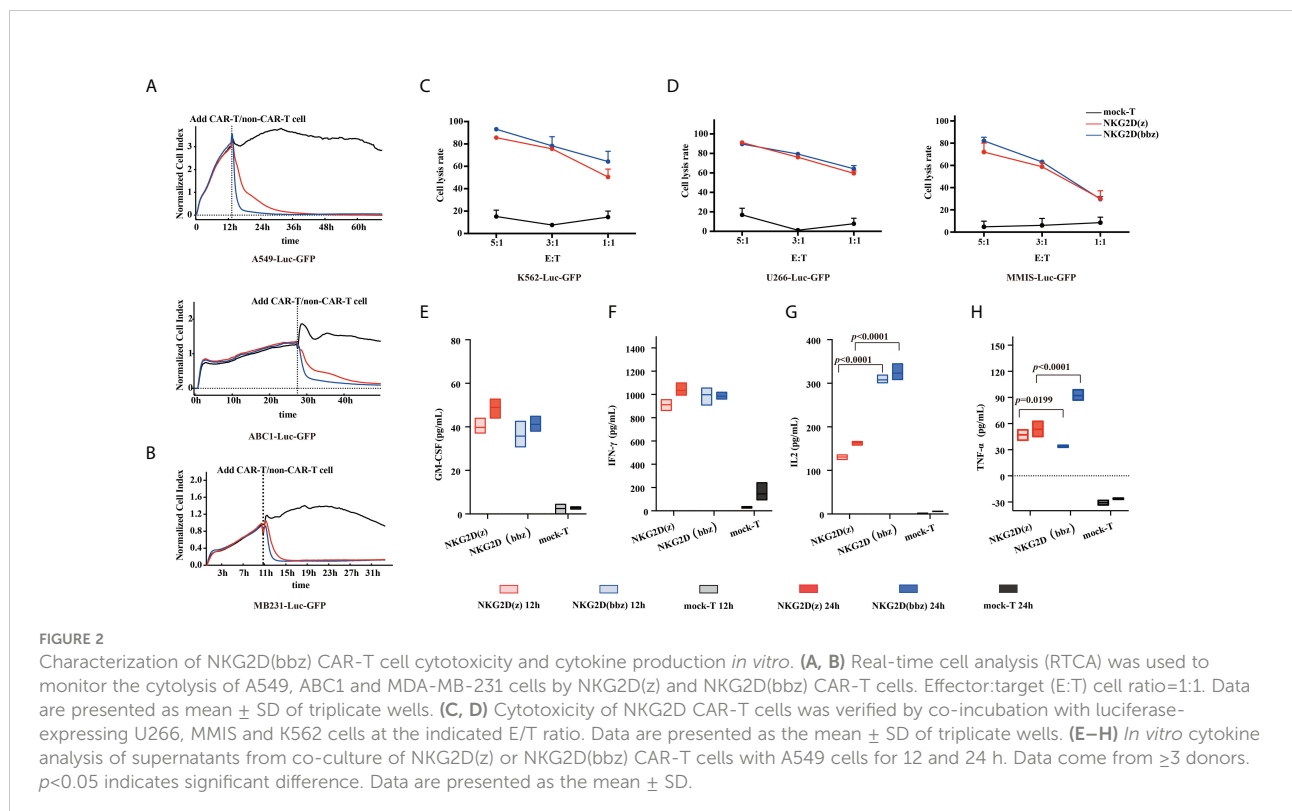 A
Add CAR-T/non-CAR-T cell
Normalized Cell Index
3
2
1
0
0
12h
24h
36h
48h
60h
time
A549-Luc-GFP
Add CAR-T/non-CAR-T cell
Normalized Cell Index
2
1
0
0h
10h
20h
30h
40h
time
ABC1-Luc-GFP
B
Add CAR-T/non-CAR-T cell
Normalized Cell Index
2.0
1.6
1.2
0.8
0.4
0.0
3h
7h
11h
15h
19h
23h
27h
31h
time
MB231-Luc-GFP
C
Cell lysis rate
100
80
60
40
20
0
5:1
3:1
1:1
E:T
K562-Luc-GFP
D
Cell lysis rate
100
80
60
40
20
0
5:1
3:1
1:1
E:T
U266-Luc-GFP
Cell lysis rate
100
80
60
40
20
0
5:1
3:1
1:1
E:T
MMIS-Luc-GFP
mock-T
NKG2D(z)
NKG2D(bbz)
E
GM-CSF(pg/mL)
80
60
40
20
0
NKG2D(z)
NKG2D (bbz)
mock-T
F
IFN-γ (pg/mL)
1400
1200
1000
800
600
400
200
0
NKG2D(z)
NKG2D (bbz)
mock-T
G
IL2 (pg/mL)
400
300
200
100
0
p<0.0001
p<0.0001
NKG2D(z)
NKG2D (bbz)
mock-T
H
TNF-α (pg/mL)
150
120
90
60
30
0
-30
p<0.0001
p=0.0199
NKG2D(z)
NKG2D (bbz)
mock-T
NKG2D(z) 12h
NKG2D(bbz) 12h
mock-T 12h
NKG2D(z) 24h
NKG2D(bbz) 24h
mock-T 24h
FIGURE 2
Characterization of NKG2D(bbz) CAR-T cell cytotoxicity and cytokine production in vitro. (A, B) Real-time cell analysis (RTCA) was used to
monitor the cytolysis of A549, ABC1 and MDA-MB-231 cells by NKG2D(z) and NKG2D(bbz) CAR-T cells. Effector:target (E:T) cell ratio=1:1. Data
are presented as mean ± SD of triplicate wells. (C, D) Cytotoxicity of NKG2D CAR-T cells was verified by co-incubation with luciferase-
expressing U266, MMIS and K562 cells at the indicated E/T ratio. Data are presented as the mean ± SD of triplicate wells. (E–H) In vitro cytokine
analysis of supernatants from co-culture of NKG2D(z) or NKG2D(bbz) CAR-T cells with A549 cells for 12 and 24 h. Data come from ≥3 donors.
p<0.05 indicates significant difference. Data are presented as the mean ± SD.